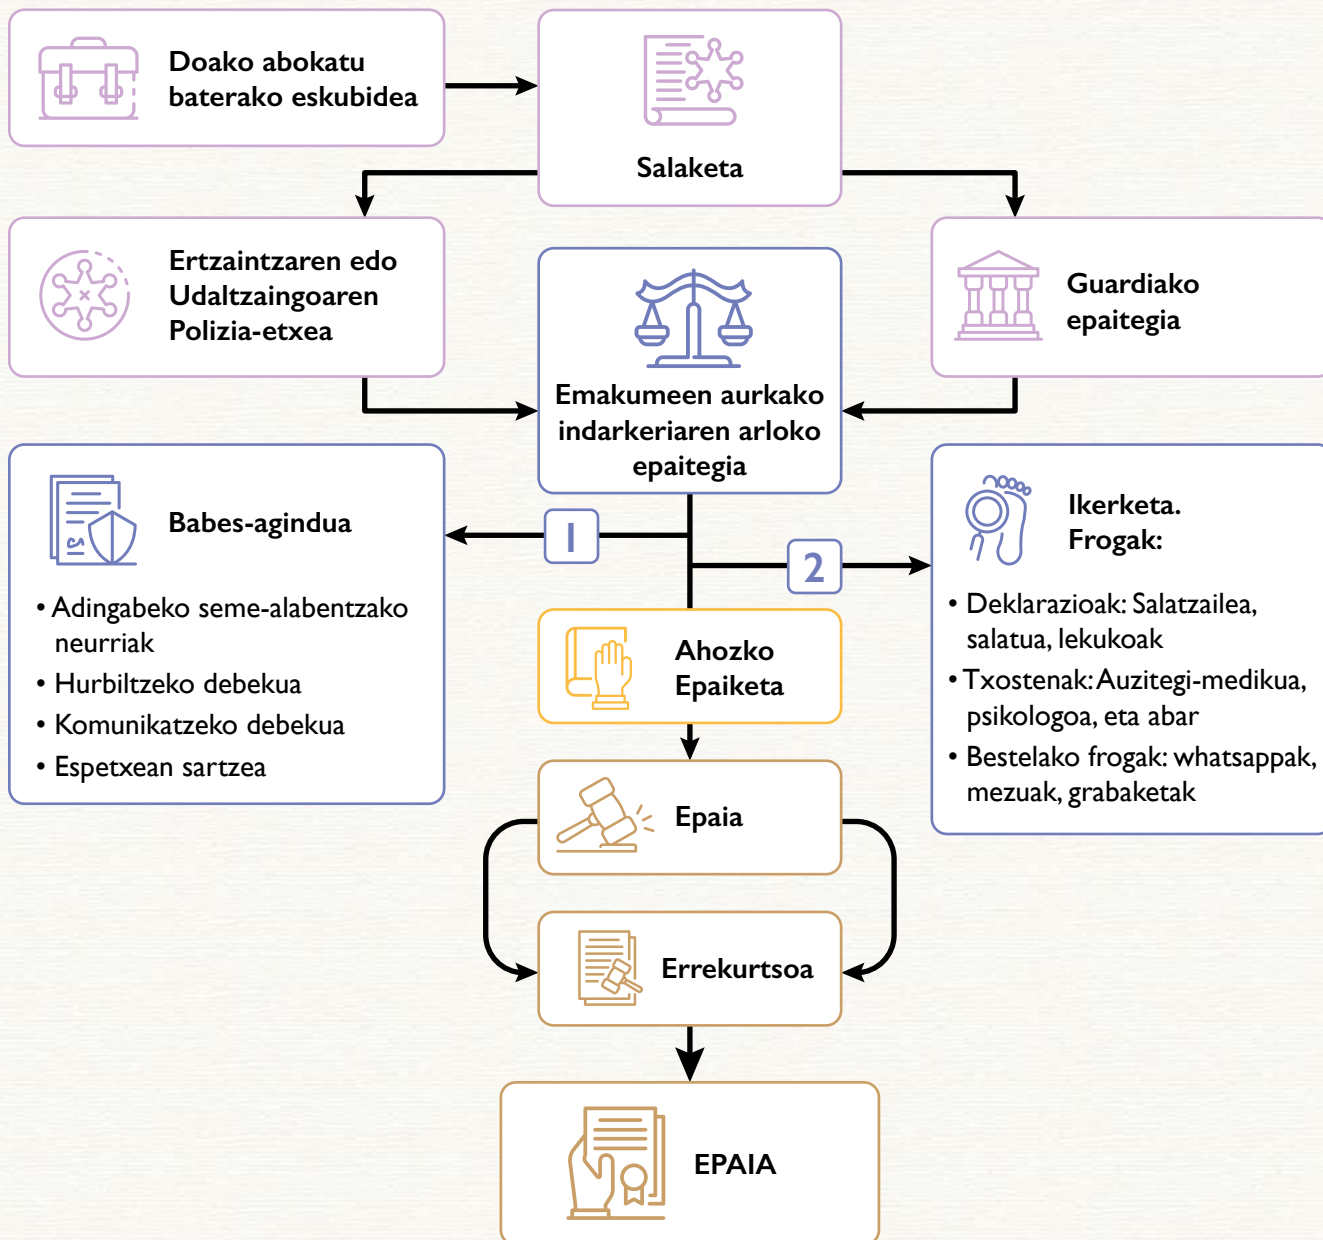 Doako abokatu
baterako eskubidea
Salaketa
Ertzaintzaren edo
Udaltzaingoaren
Polizia-etxea
Emakumeen aurkako
indarkeriaren arloko
epaitegia
Guardiako
epaitegia
1
Babes-agindua
• Adingabeko seme-alabentzako
neurriak
• Hurbiltzeko debekua
• Komunikatzeko debekua
• Espetxean sartzea
2
Ikerketa.
Frogak:
• Deklarazioak: Salatzailea,
salatua, lekukoak
• Txostenak: Auzitegi-medikua,
psikologoa, eta abar
• Bestelako frogak: whatsappak,
mezuak, grabaketak
Ahozko
Epaiketa
Epaia
Errekurtsoa
EPAIA